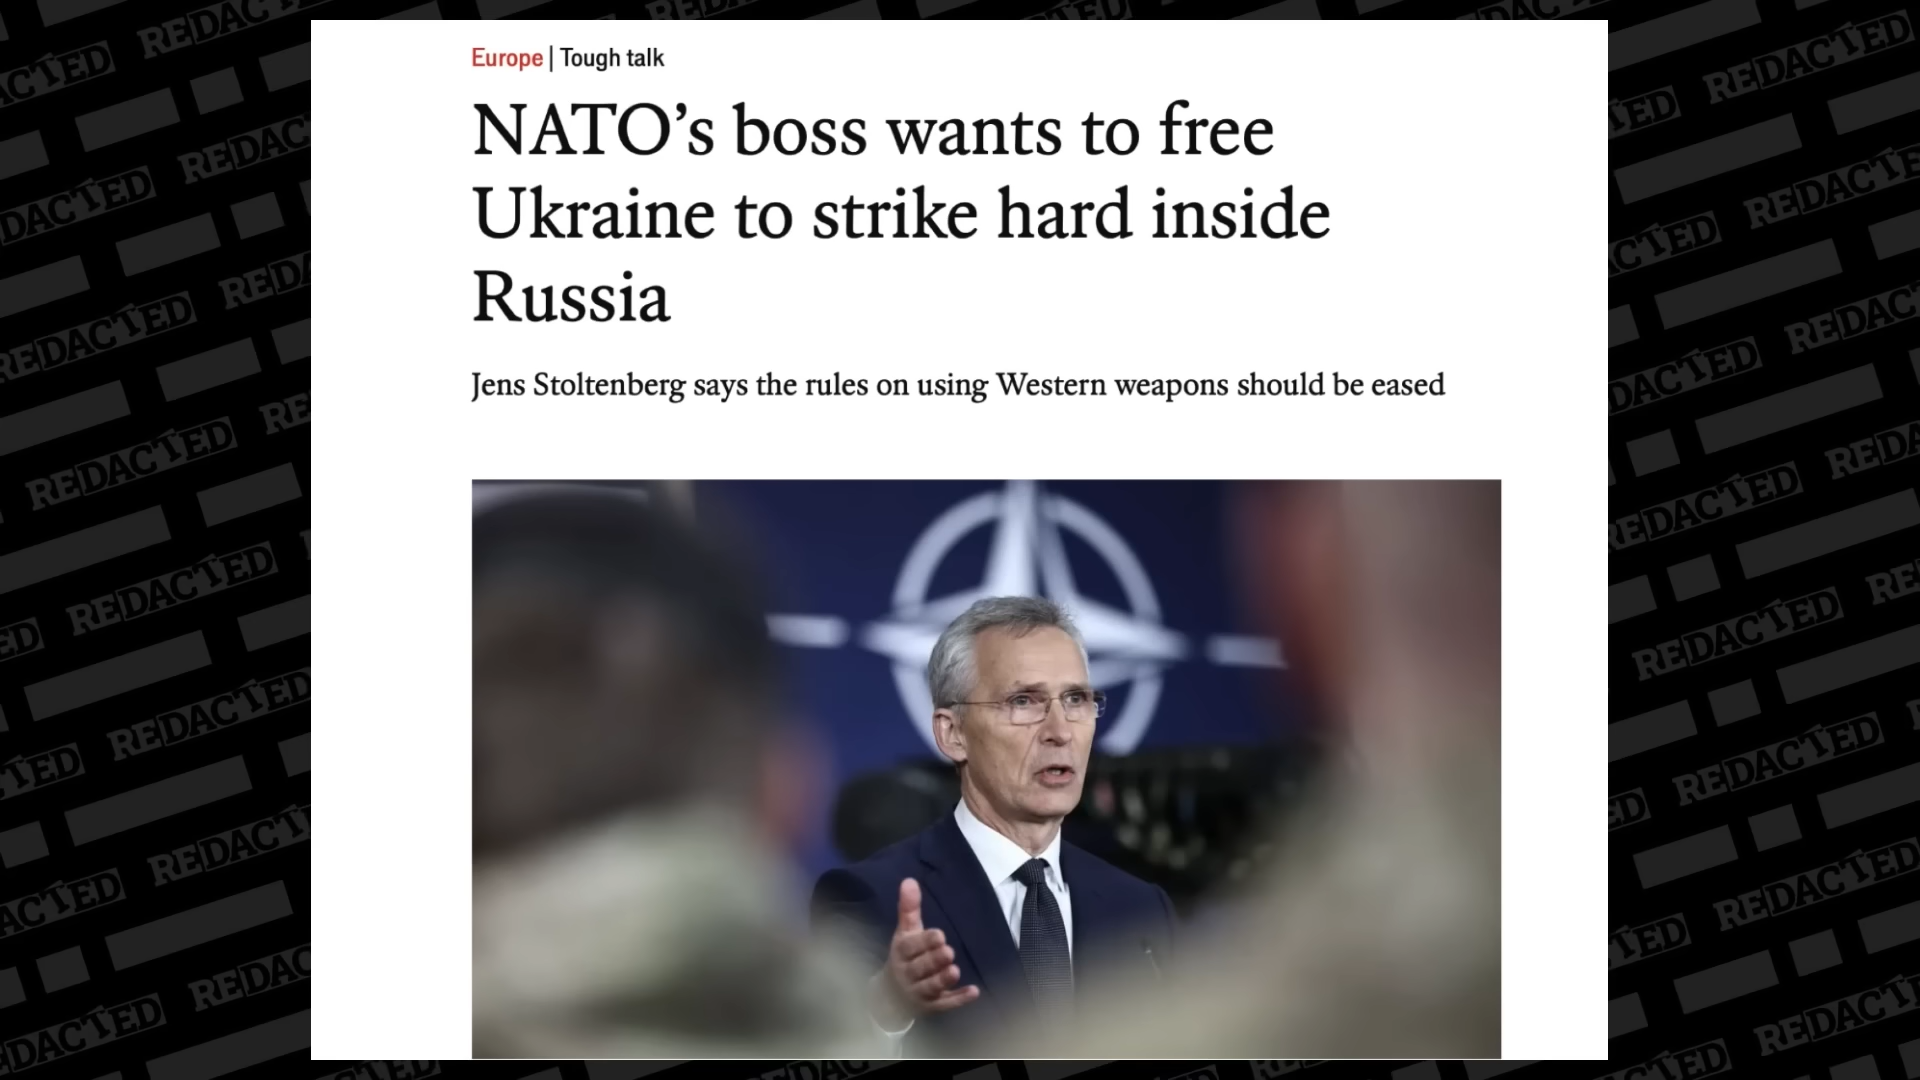 Europe | Tough talk
NATO’s boss wants to free
Ukraine to strike hard inside
Russia
Jens Stoltenberg says the rules on using Western weapons should be eased
REDACTED